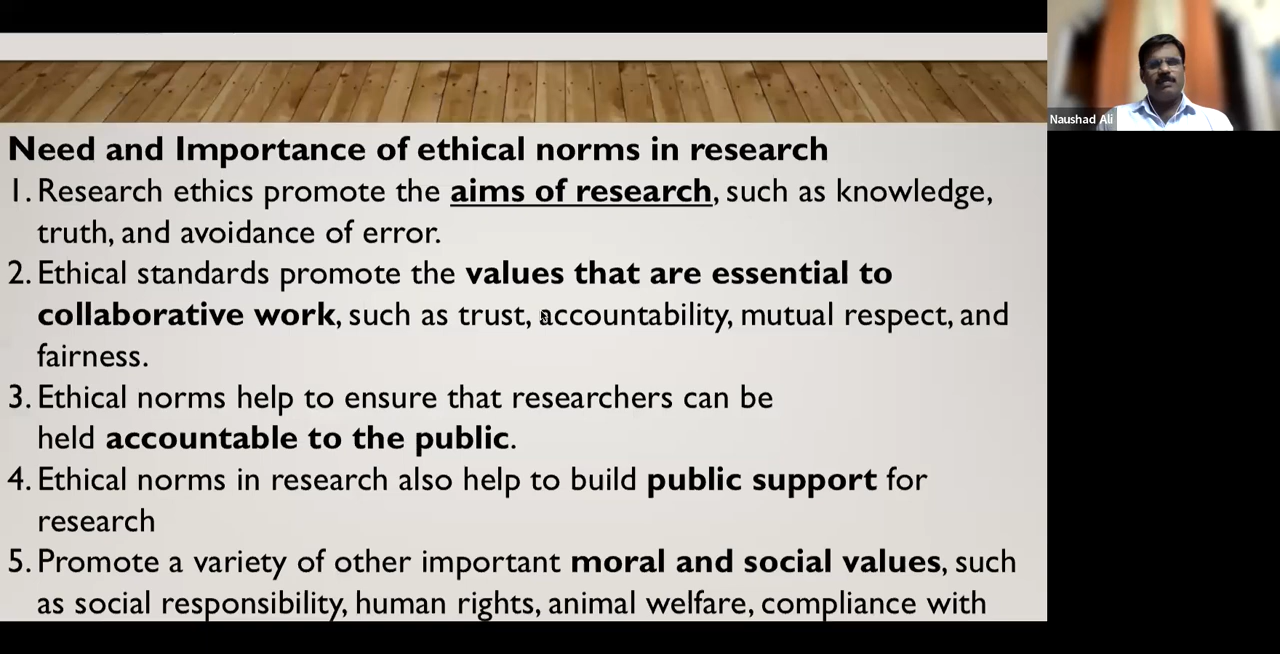 Need and Importance of ethical norms in research
1. Research ethics promote the aims of research, such as knowledge,
truth, and avoidance of error.
2. Ethical standards promote the values that are essential to
collaborative work, such as trust, accountability, mutual respect, and
fairness.
3. Ethical norms help to ensure that researchers can be
held accountable to the public.
4. Ethical norms in research also help to build public support for
research
5. Promote a variety of other important moral and social values, such
as social responsibility, human rights, animal welfare, compliance with
Naushad Ali